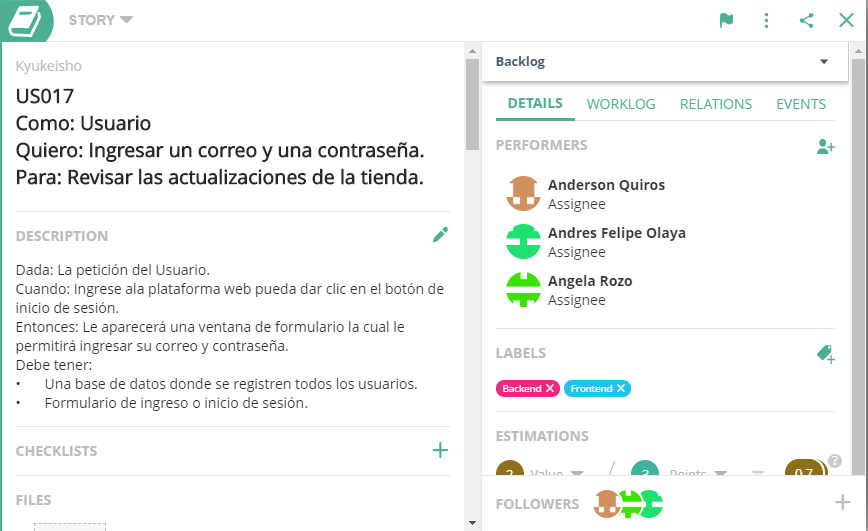 STORY
Kyukeisho
US017
Como: Usuario
Quiero: Ingresar un correo y una contraseña.
Para: Revisar las actualizaciones de la tienda.
DESCRIPTION
Dada: La petición del Usuario.
Cuando: Ingrese ala plataforma web pueda dar clic en el botón de
inicio de sesión.
Entonces: Le aparecerá una ventana de formulario la cual le
permitirá ingresar su correo y contraseña.
Debe tener:
• Una base de datos donde se registren todos los usuarios.
• Formulario de ingreso o inicio de sesión.
CHECKLISTS
FILES
Backlog
DETAILS WORKLOG RELATIONS EVENTS
PERFORMERS
Anderson Quiros
Assignee
Andres Felipe Olaya
Assignee
Angela Rozo
Assignee
LABELS
Backend X Frontend X
ESTIMATIONS
2 Value / 3 Points = 0.7 ?
FOLLOWERS